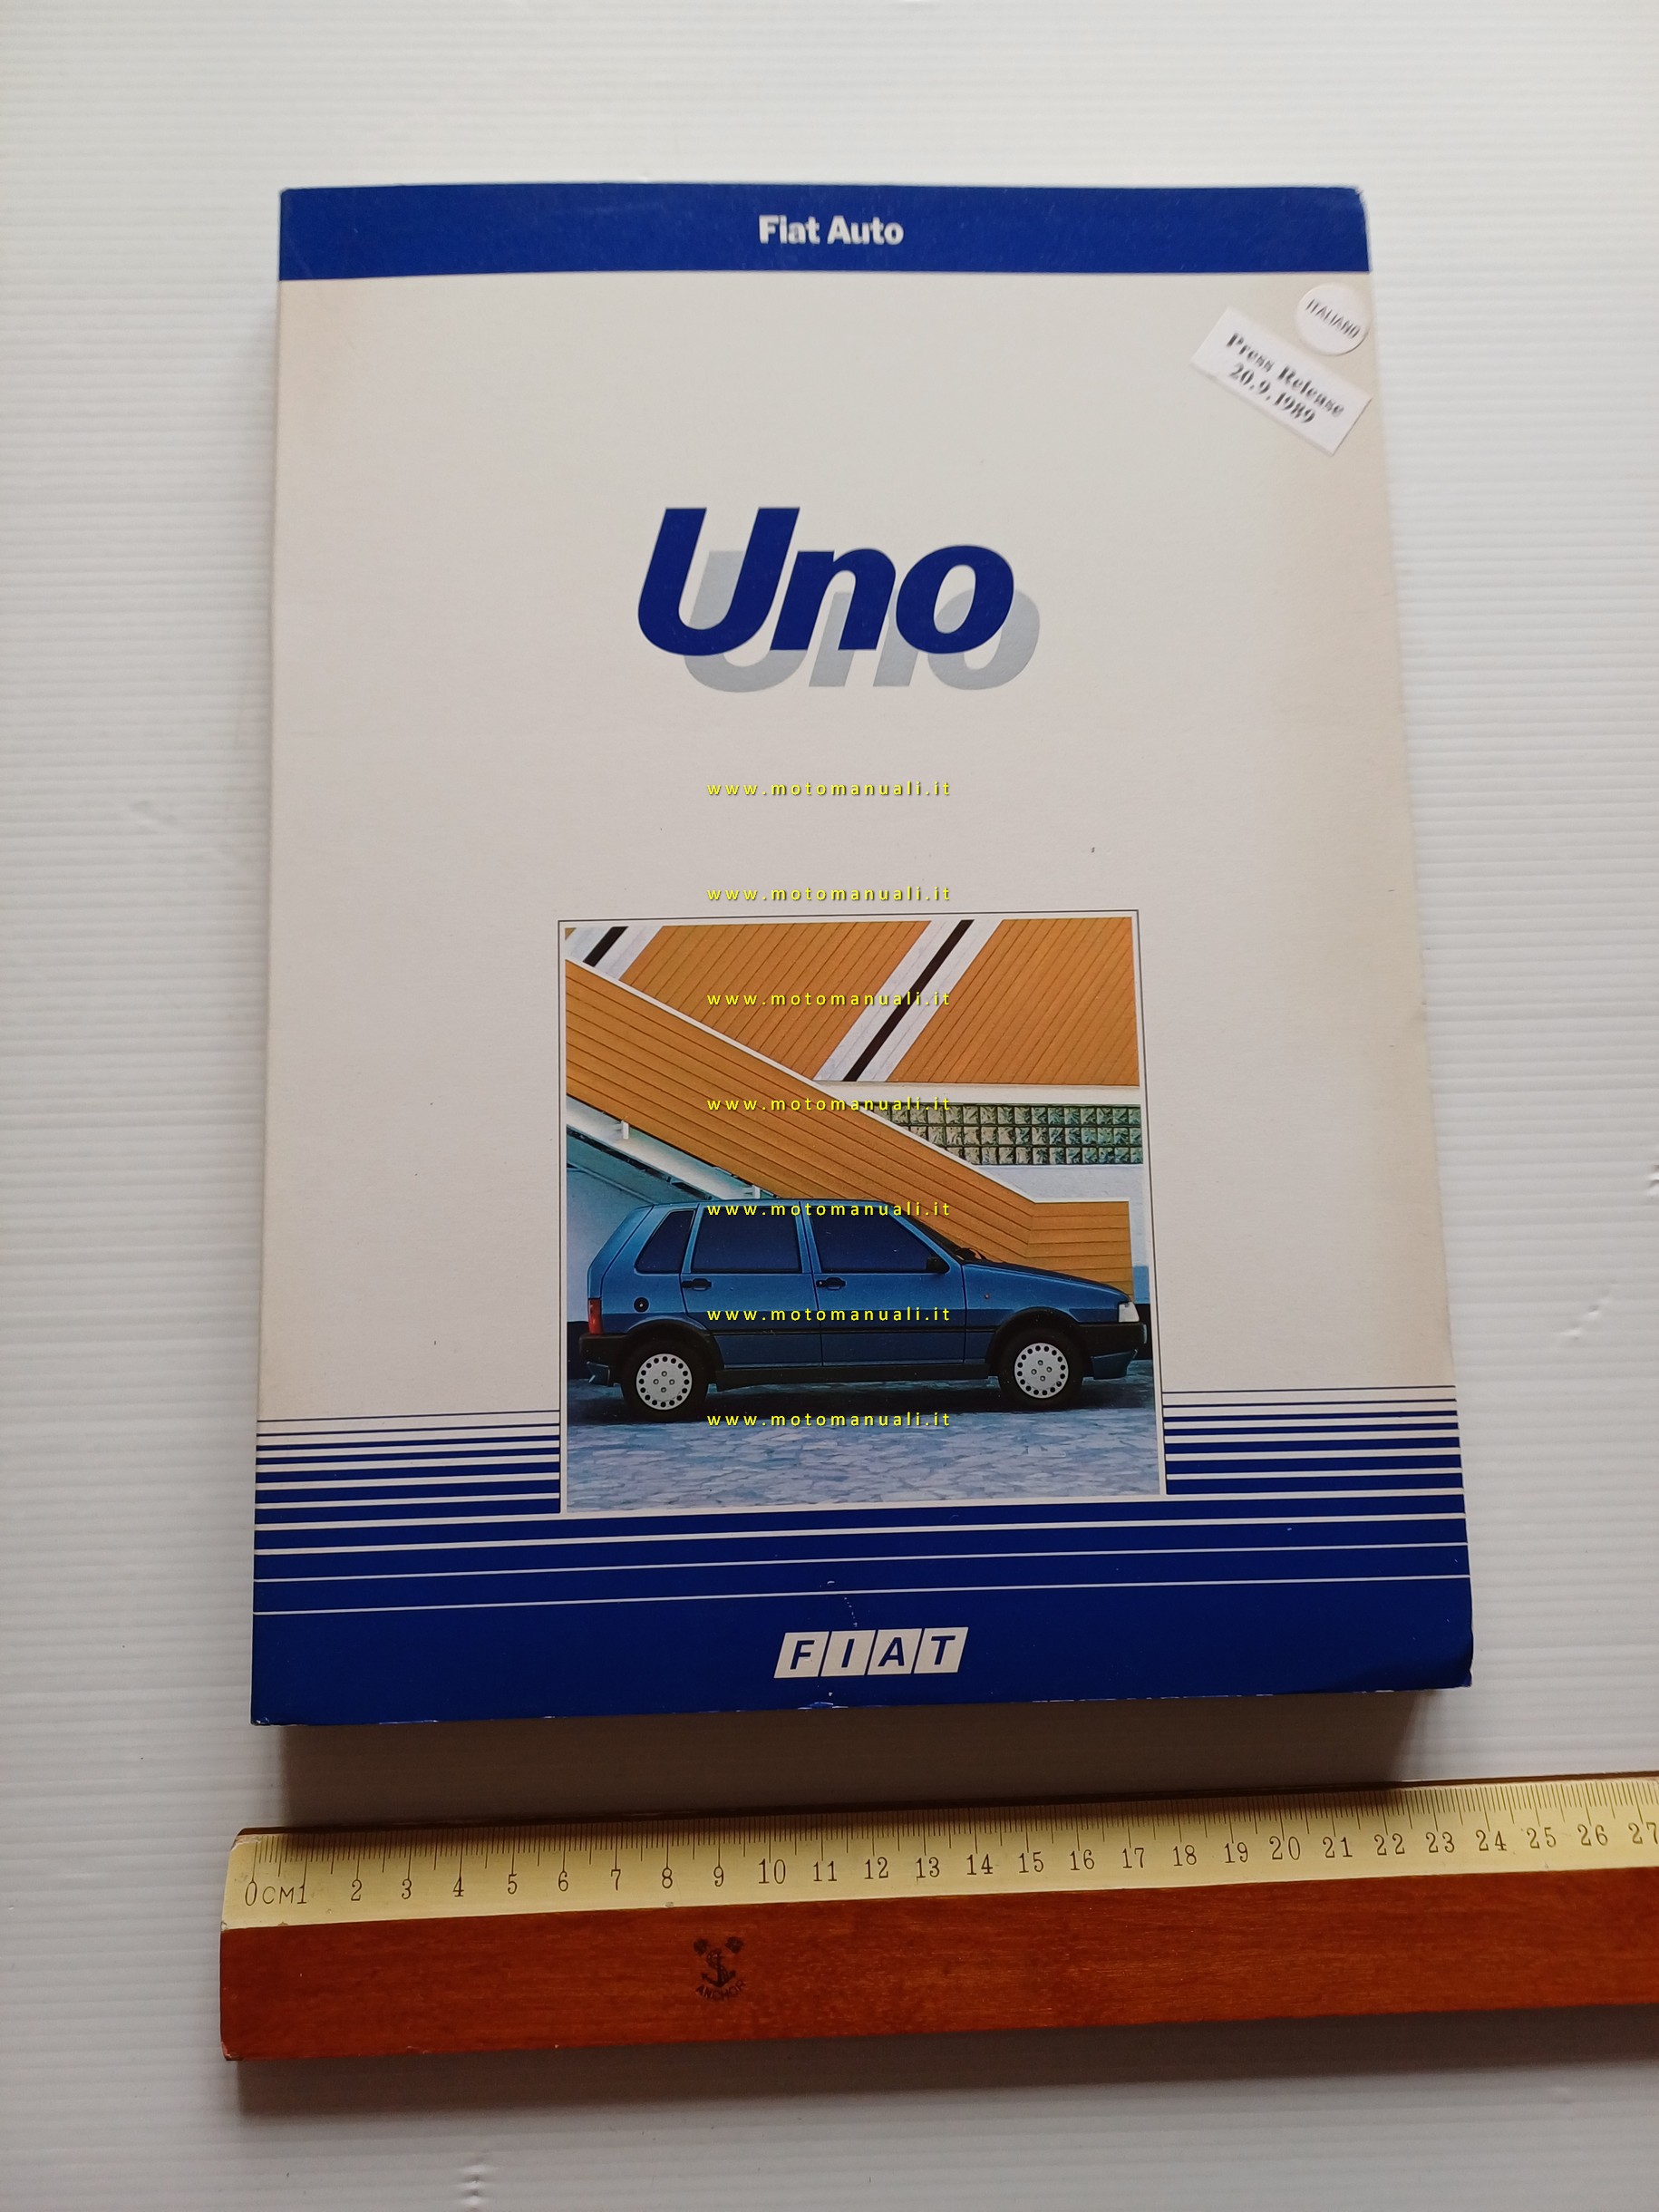 Fiat Auto
ITALIANO
Press Release
20.9.1989
Uno
www.motomanuali.it
www.motomanuali.it
www.motomanuali.it
www.motomanuali.it
www.motomanuali.it
www.motomanuali.it
www.motomanuali.it
FIAT
0CM1 2 3 4 5 6 7 8 9 10 11 12 13 14 15 16 17 18 19 20 21 22 23 24 25 26 27
ANCHOR